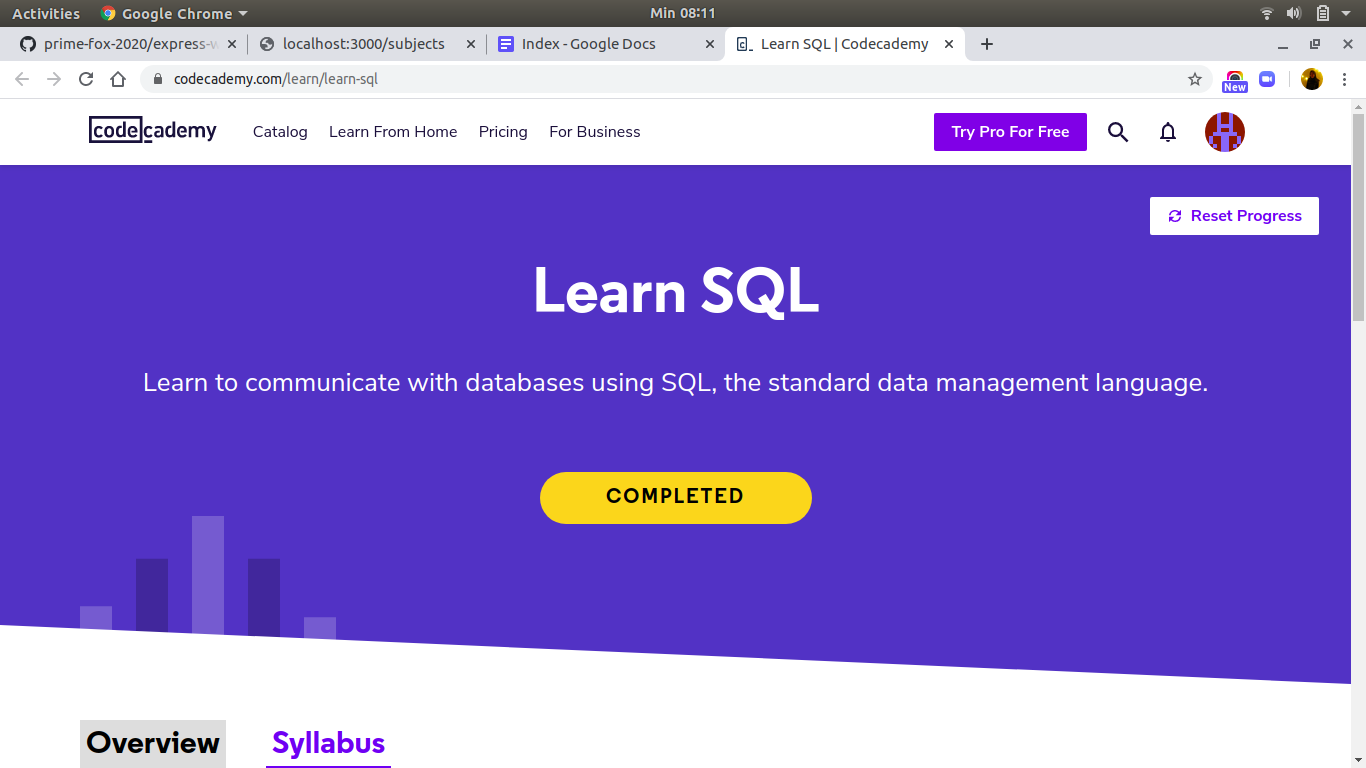 Activities Google Chrome Min 08:11
prime-fox-2020/express-w localhost:3000/subjects Index - Google Docs c_ Learn SQL | Codecademy
codecademy.com/learn/learn-sql New
codecademy Catalog Learn From Home Pricing For Business Try Pro For Free
Reset Progress
Learn SQL
Learn to communicate with databases using SQL, the standard data management language.
COMPLETED
Overview Syllabus